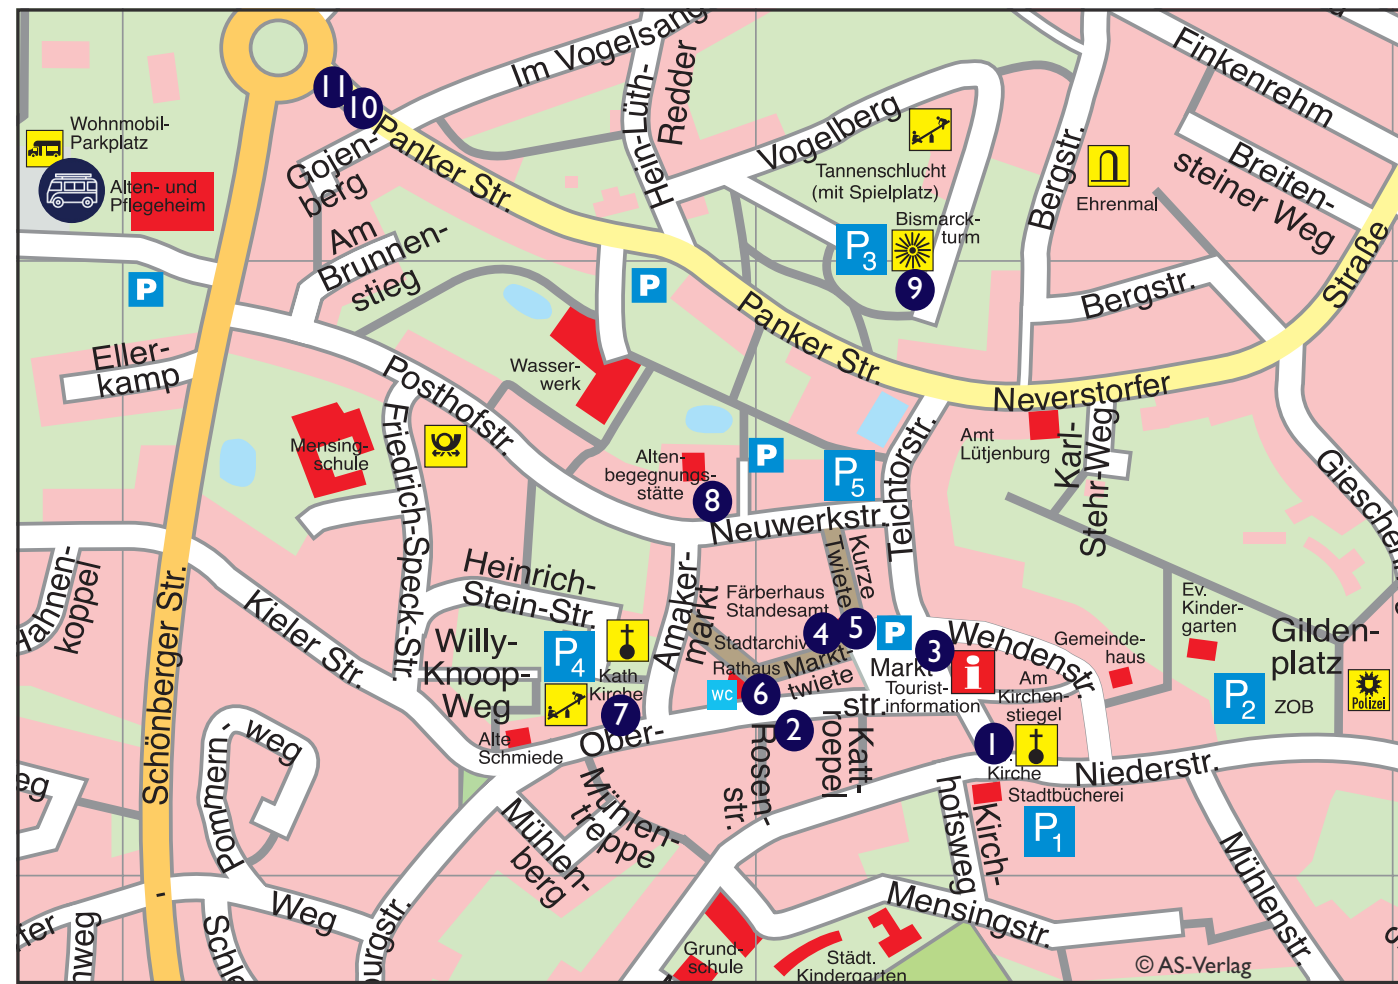 Im Vogelsang
Finkenrehm
Hein-Lüth-
Redder
11
10
Wohnmobil-
Parkplatz
Panker Str.
Vogelberg
Bergstr.
Breiten-
steiner Weg
Gojen-
berg
Tannenschlucht
(mit Spielplatz)
Alten- und
Pflegeheim
Ehrenmal
Am
Brunnen-
stieg
Bismarck-
turm
P3
9
P
P
Bergstr.
Straße
Panker Str.
Eller-
kamp
Posthofstr.
Wasser-
werk
Neverstorfer
Mensing-
schule
Friedrich-Speck-Str.
Alten-
begegnungs-
stätte
P
P5
8
Teichtorstr.
Amt
Lütjenburg
Karl-
Stehr-Weg
Neuwerkstr.
Hahnen-
koppel
Schönberger Str.
Kieler Str.
Heinrich-
Stein-Str.
Amaker-
markt
Kurze
Twiete
Färberhaus
Standesamt
Stadtarchiv
4
5
P
3
Wehdenstr.
Ev.
Kinder-
garten
Gilden-
platz
Willy-
Knoop-
Weg
P4
Kath.
Kirche
Rathaus
WC
6
Markt-
twiete
Markt
i
Tourist-
information
Am
Kirchen-
stiegel
Gemeinde-
haus
P2
ZOB
Polizei
7
Alte
Schmiede
Ober-
str.
2
1
Kirche
Niederstr.
Pommern-
weg
Mühlen-
treppe
Mühlen-
berg
Rosen-
str.
Katt-
roepel
Kirch-
hofsweg
Stadtbücherei
P1
Mühlenstr.
Mensingstr.
Weg
Schle
nweg
eg
Grund-
schule
Städt.
Kindergarten
© AS-Verlag